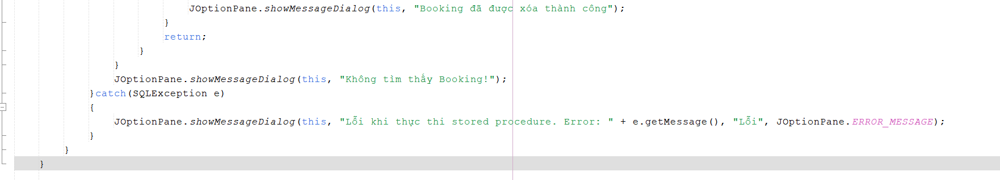 JOptionPane.showMessageDialog(this, "Booking đã được xóa thành công");
}
return;
}
}
JOptionPane.showMessageDialog(this, "Không tìm thấy Booking!");
}catch(SQLException e)
{
JOptionPane.showMessageDialog(this, "Lỗi khi thực thi stored procedure. Error: " + e.getMessage(), "Lỗi", JOptionPane.ERROR_MESSAGE);
}
}
}